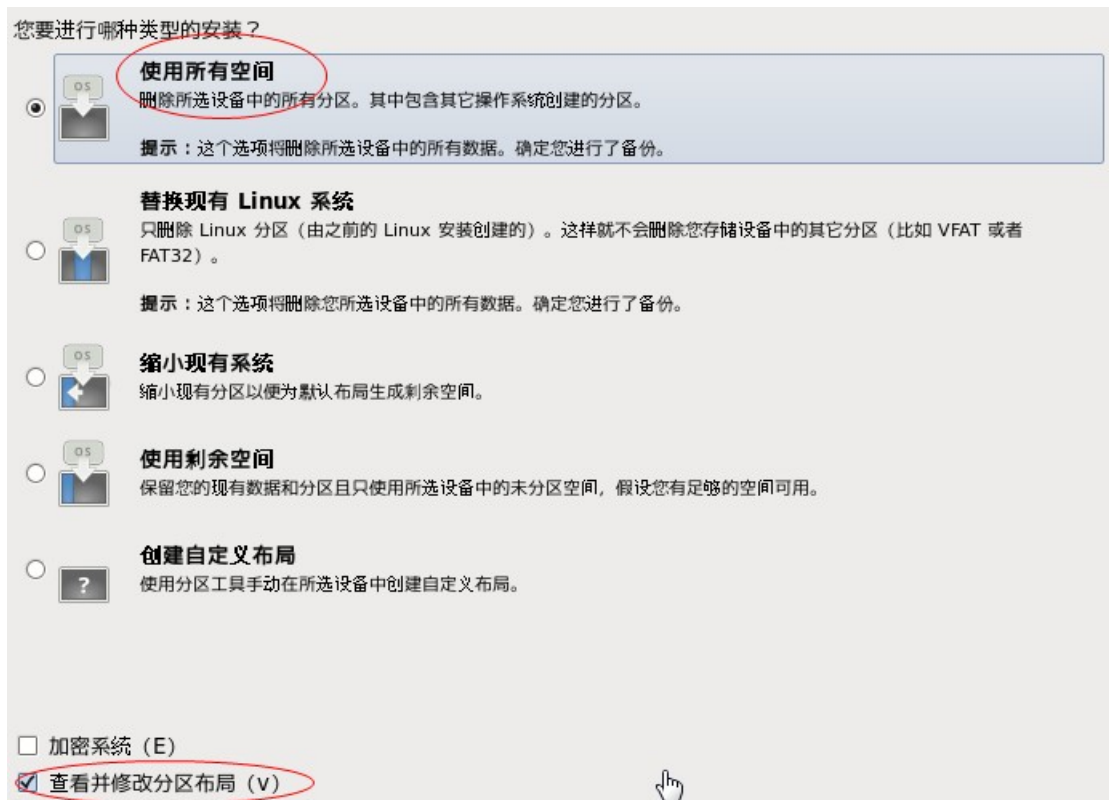 您要进行哪种类型的安装？
使用所有空间
OS
删除所选设备中的所有分区。其中包含其它操作系统创建的分区。
提示：这个选项将删除所选设备中的所有数据。确定您进行了备份。
替换现有 Linux 系统
OS
只删除 Linux 分区（由之前的 Linux 安装创建的）。这样就不会删除您存储设备中的其它分区（比如 VFAT 或者
FAT32）。
提示：这个选项将删除您所选设备中的所有数据。确定您进行了备份。
OS
缩小现有系统
缩小现有分区以便为默认布局生成剩余空间。
OS
使用剩余空间
保留您的现有数据和分区且只使用所选设备中的未分区空间，假设您有足够的空间可用。
创建自定义布局
?
使用分区工具手动在所选设备中创建自定义布局。
加密系统（E）
查看并修改分区布局（v）